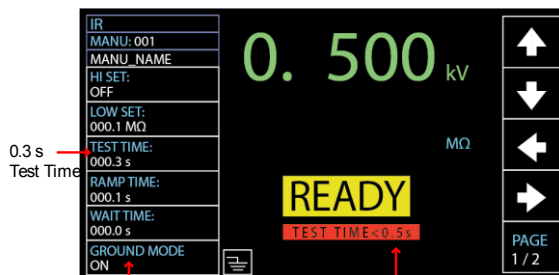 IR
MANU: 001
MANU_NAME
HI SET:
OFF
LOW SET:
000.1 MΩ
TEST TIME:
000.3 s
RAMP TIME:
000.1 s
WAIT TIME:
000.0 s
GROUND MODE
ON
0.3 s
Test Time
0. 500 kV
MΩ
READY
TEST TIME<0.5s
PAGE
1 / 2